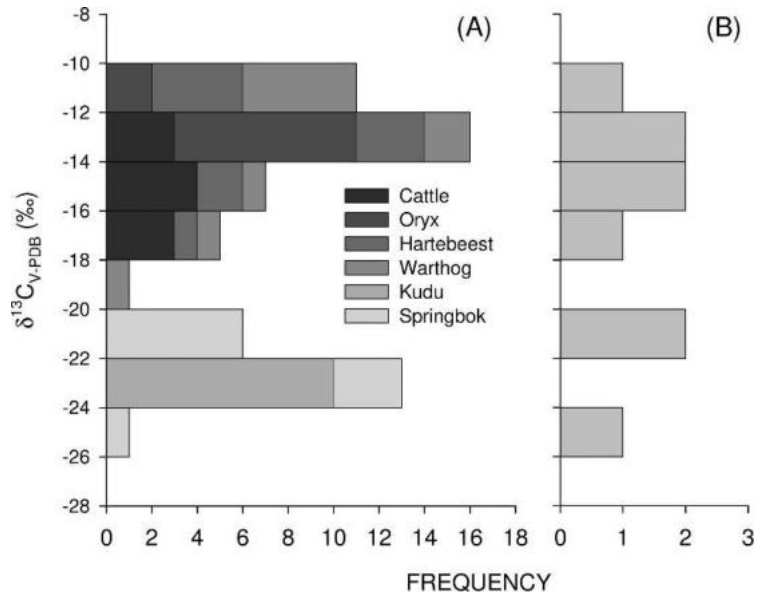 (A)
(B)
-10
-8
-12
-14
-16
-18
-20
-22
-24
-26
-28
δ13CV-PDB (‰)
Cattle
Oryx
Hartebeest
Warthog
Kudu
Springbok
0 2 4 6 8 10 12 14 16 18
0 1 2 3
FREQUENCY